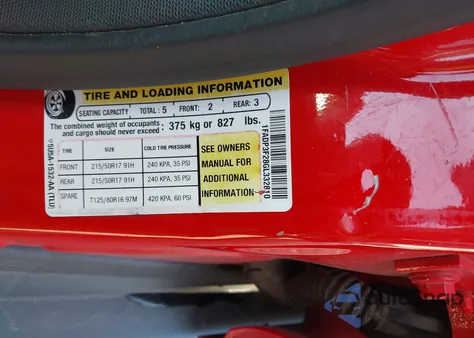 TIRE AND LOADING INFORMATION
SEATING CAPACITY TOTAL: 5 FRONT: 2 REAR: 3
The combined weight of occupants and cargo should never exceed: 375 kg or 827 lbs.
TIRE SIZE COLD TIRE PRESSURE
FRONT 215/50R17 91H 240 KPA, 35 PSI
REAR 215/50R17 91H 240 KPA, 35 PSI
SPARE T125/80R16 97M 420 KPA, 60 PSI
SEE OWNERS
MANUAL FOR
ADDITIONAL
INFORMATION
1FADP3F28GL332810